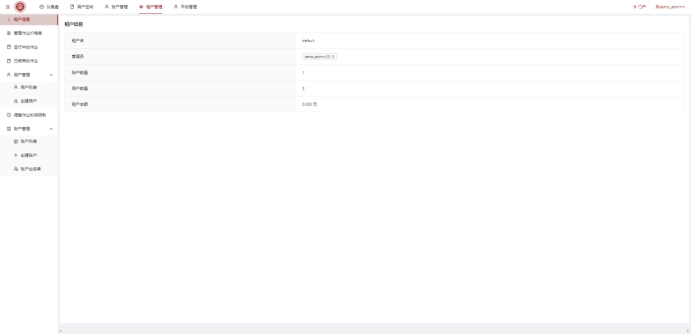 仪表盘
用户空间
账户管理
租户管理
平台管理
门户
demo_admin
租户信息
管理作业价格表
运行中的作业
已结束的作业
用户管理
用户列表
创建用户
调整作业时间限制
账户管理
账户列表
创建账户
账户白名单
租户信息
租户名
default
管理员
账户数量
1
用户数量
租户余额
0.000 元